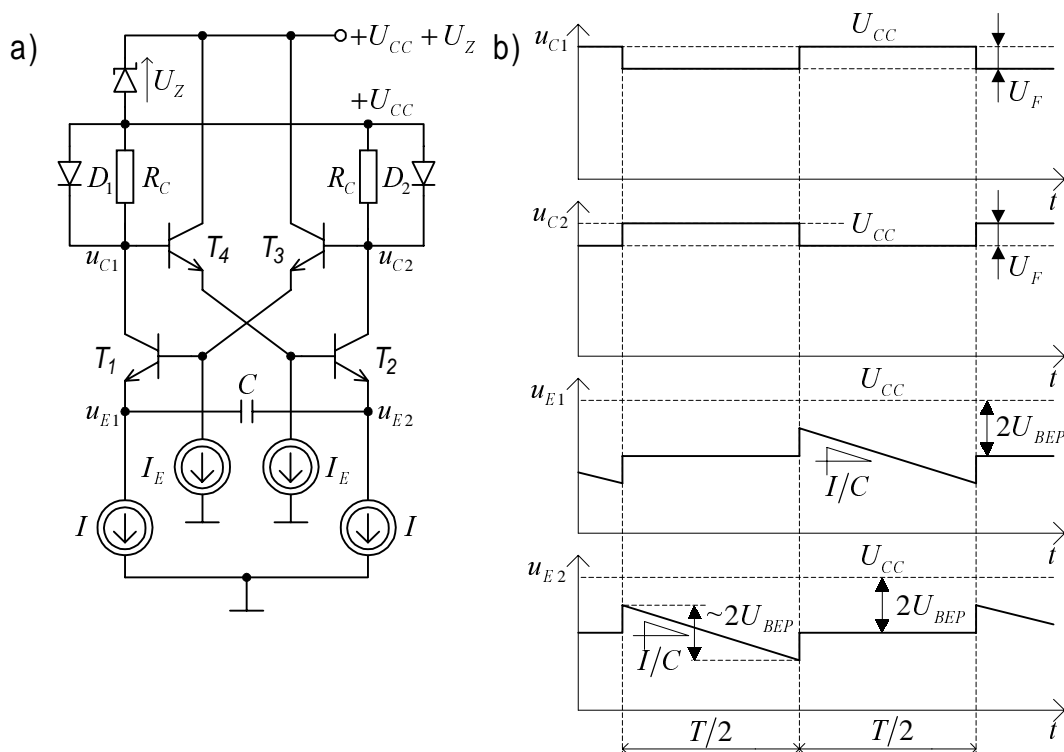 a)
+U_CC + U_Z
U_Z
+U_CC
D_1 R_C R_C D_2
T_4 T_3
u_C1 u_C2
T_1 T_2
C
u_E1 u_E2
I_E I_E
I I
b)
u_C1 U_CC
U_F
t
u_C2 U_CC
U_F
t
u_E1 U_CC
2U_BEP
I/C
t
u_E2 U_CC
~2U_BEP 2U_BEP
I/C
T/2 T/2 t